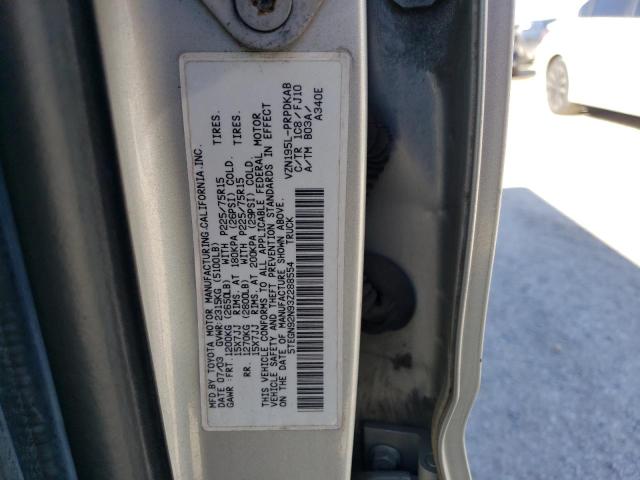 MFD.BY TOYOTA MOTOR MANUFACTURING,CALIFORNIA,INC.
DATE 07/03 GVWR:2315KG (5100LB)
GAWR :FRT.1200KG (2650LB) WITH P225/75R15 TIRES.
15X7JJ RIMS. AT 180KPA (26PSI) COLD.
RR. 1270KG (2800LB) WITH P225/75R15 TIRES.
15X7JJ RIMS. AT 200KPA (29PSI) COLD.
THIS VEHICLE CONFORMS TO ALL APPLICABLE FEDERAL MOTOR
VEHICLE SAFETY AND THEFT PREVENTION STANDARDS IN EFFECT
ON THE DATE OF MANUFACTURE SHOWN ABOVE.
5TEGN92N93Z288554 TRUCK
VZN195L-PRPDKAB
C/TR 1C8/FJ10
A/TM B03A/
A340E